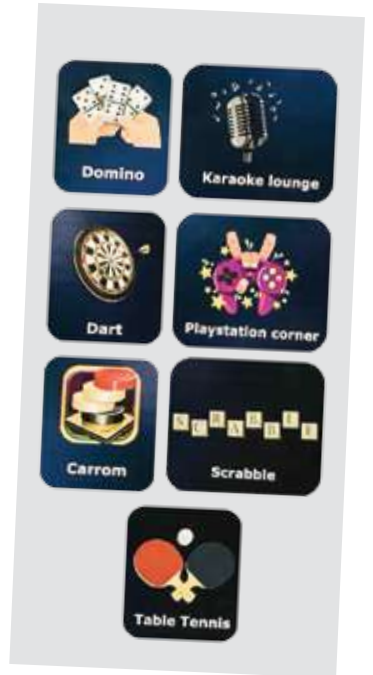 Domino
Karaoke lounge
Dart
Playstation corner
Carrom
SCRABBLE
Scrabble
Table Tennis